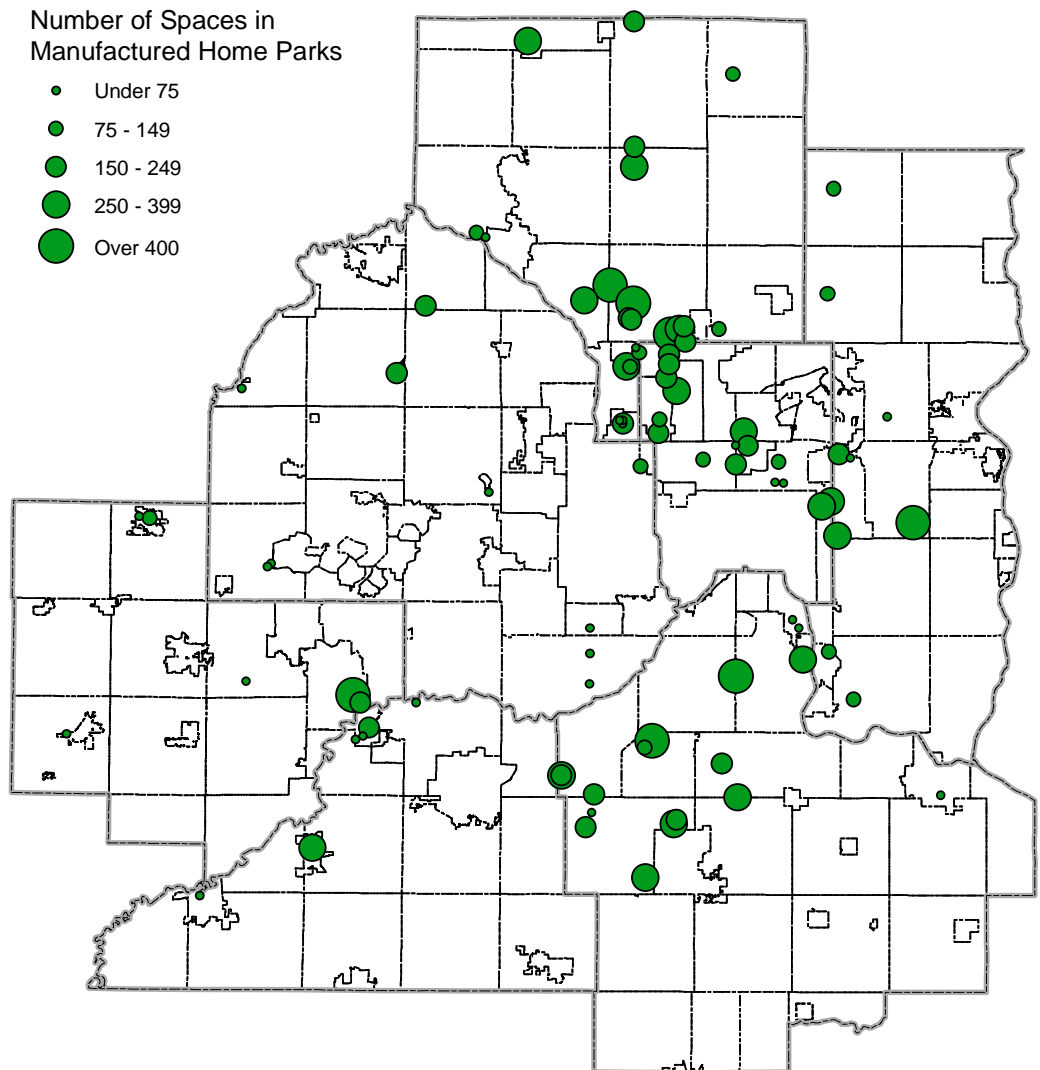 Number of Spaces in
Manufactured Home Parks
Under 75
75 - 149
150 - 249
250 - 399
Over 400